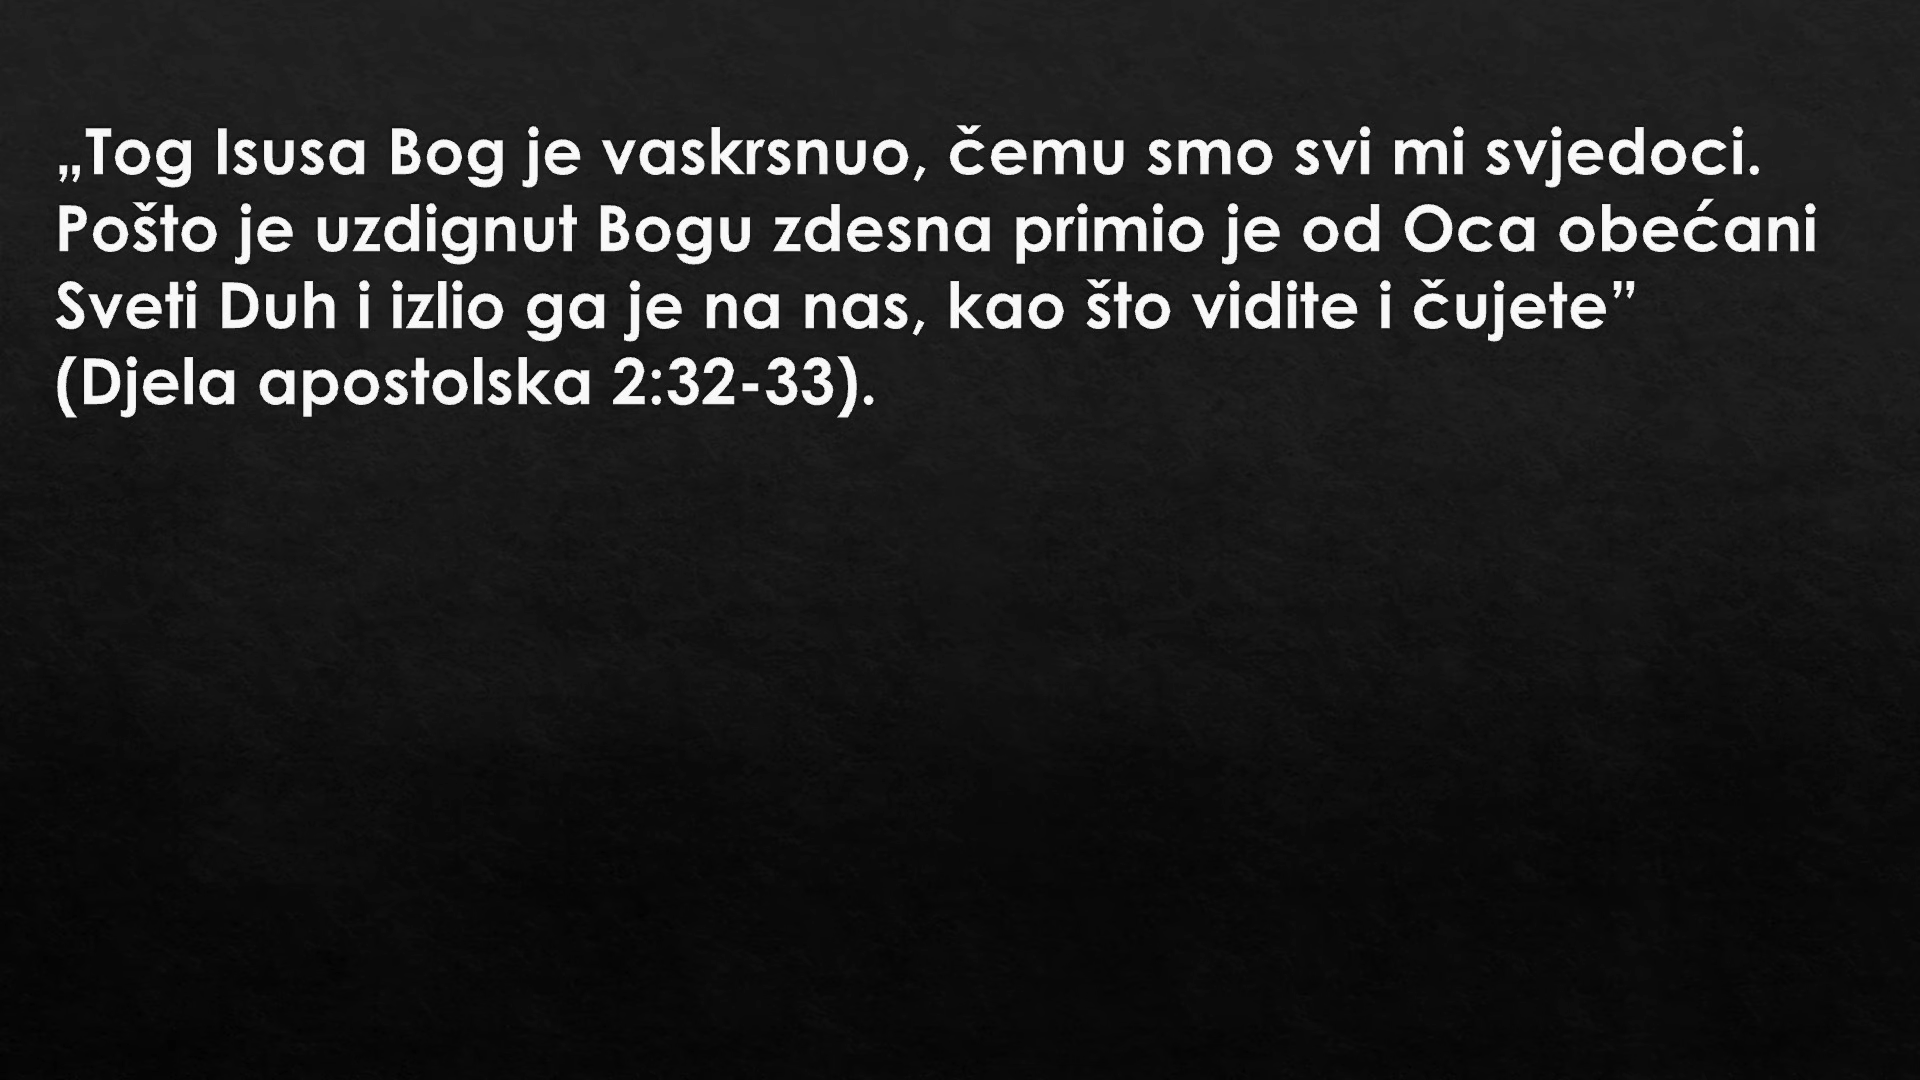 „Tog Isusa Bog je vaskrsnuo, čemu smo svi mi svjedoci.
Pošto je uzdignut Bogu zdesna primio je od Oca obećani
Sveti Duh i izlio ga je na nas, kao što vidite i čujete”
(Djela apostolska 2:32-33).